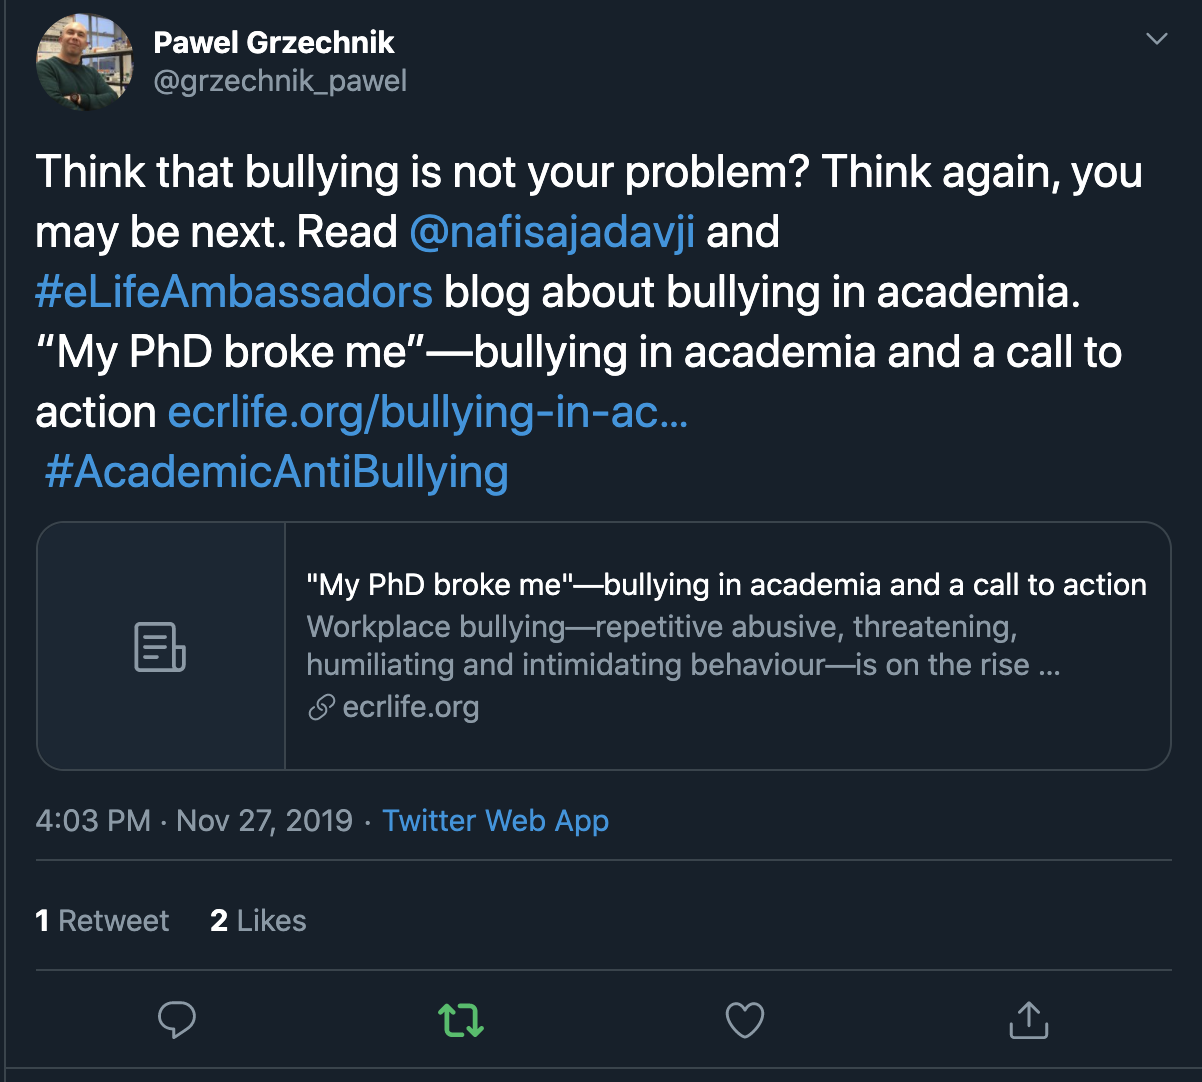 Pawel Grzechnik
@grzechnik_pawel
Think that bullying is not your problem? Think again, you
may be next. Read @nafisajadavji and
#eLifeAmbassadors blog about bullying in academia.
“My PhD broke me”—bullying in academia and a call to
action ecrlife.org/bullying-in-ac…
#AcademicAntiBullying
"My PhD broke me"—bullying in academia and a call to action
Workplace bullying—repetitive abusive, threatening,
humiliating and intimidating behaviour—is on the rise ...
ecrlife.org
4:03 PM · Nov 27, 2019 · Twitter Web App
1 Retweet 2 Likes